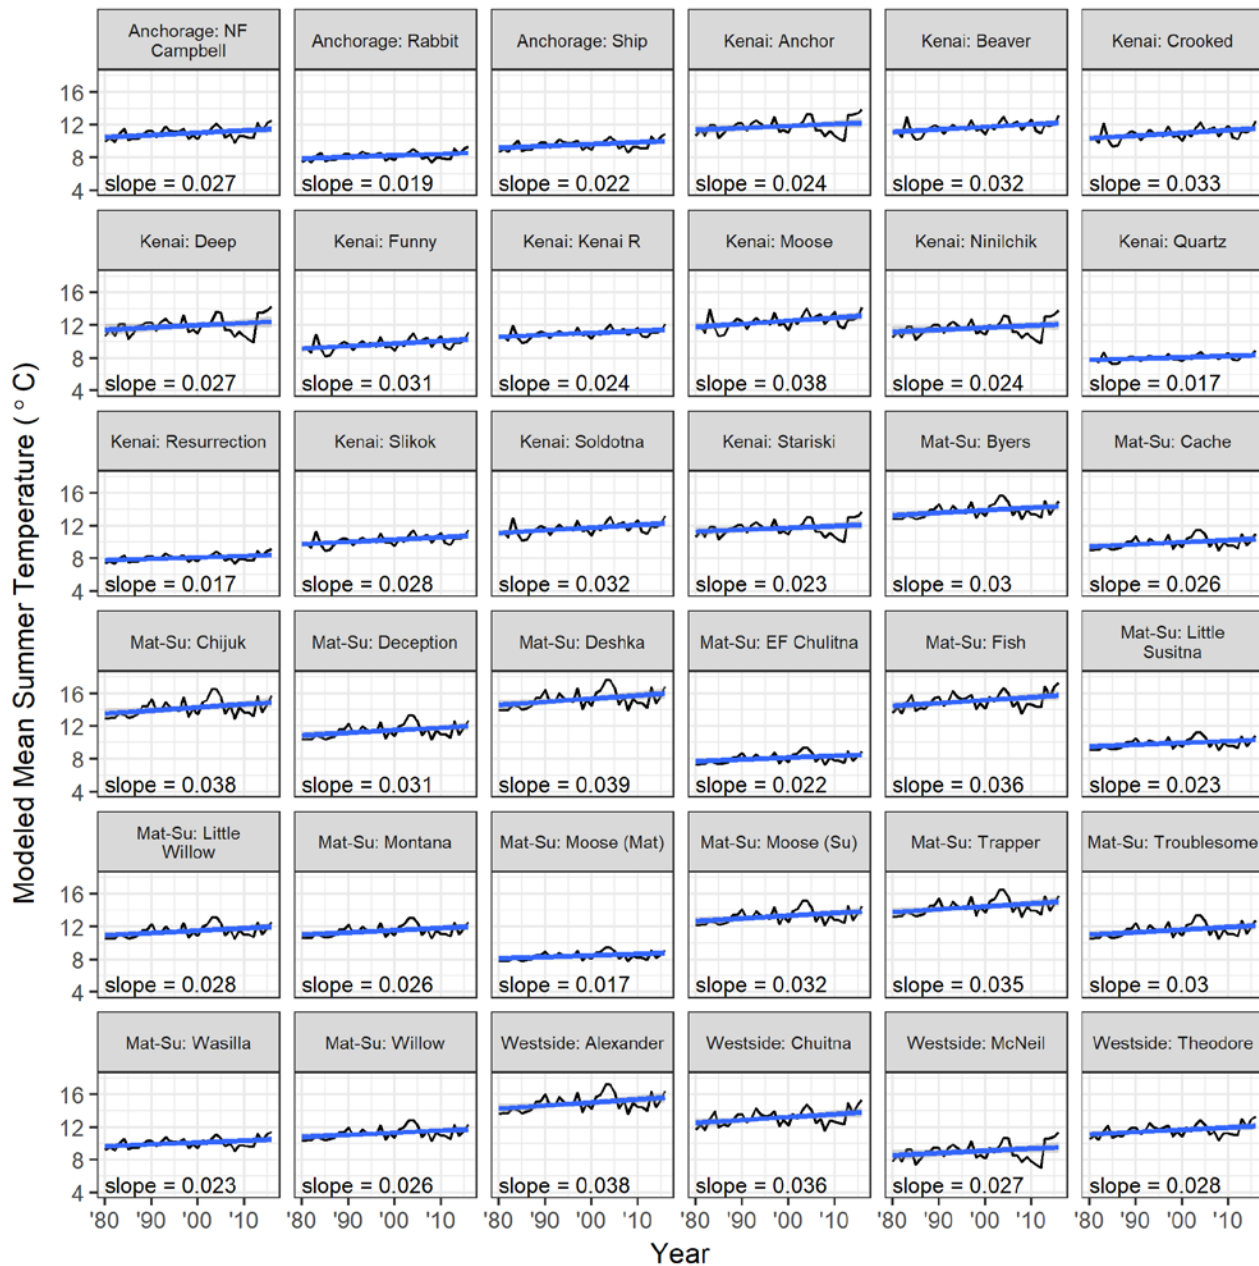 Anchorage: NF
Campbell
Anchorage: Rabbit
Anchorage: Ship
Kenai: Anchor
Kenai: Beaver
Kenai: Crooked
16
12
8
4
slope = 0.027
slope = 0.019
slope = 0.022
slope = 0.024
slope = 0.032
slope = 0.033
Kenai: Deep
Kenai: Funny
Kenai: Kenai R
Kenai: Moose
Kenai: Ninilchik
Kenai: Quartz
16
12
8
4
slope = 0.027
slope = 0.031
slope = 0.024
slope = 0.038
slope = 0.024
slope = 0.017
Kenai: Resurrection
Kenai: Slikok
Kenai: Soldotna
Kenai: Stariski
Mat-Su: Byers
Mat-Su: Cache
16
12
8
4
slope = 0.017
slope = 0.028
slope = 0.032
slope = 0.023
slope = 0.03
slope = 0.026
Modeled Mean Summer Temperature ( ° C)
Mat-Su: Chijuk
Mat-Su: Deception
Mat-Su: Deshka
Mat-Su: EF Chulitna
Mat-Su: Fish
Mat-Su: Little
Susitna
16
12
8
4
slope = 0.038
slope = 0.031
slope = 0.039
slope = 0.022
slope = 0.036
slope = 0.023
Mat-Su: Little
Willow
Mat-Su: Montana
Mat-Su: Moose (Mat)
Mat-Su: Moose (Su)
Mat-Su: Trapper
Mat-Su: Troublesome
16
12
8
4
slope = 0.028
slope = 0.026
slope = 0.017
slope = 0.032
slope = 0.035
slope = 0.03
Mat-Su: Wasilla
Mat-Su: Willow
Westside: Alexander
Westside: Chuitna
Westside: McNeil
Westside: Theodore
16
12
8
4
slope = 0.023
slope = 0.026
slope = 0.038
slope = 0.036
slope = 0.027
slope = 0.028
'80 '90 '00 '10
'80 '90 '00 '10
'80 '90 '00 '10
'80 '90 '00 '10
'80 '90 '00 '10
'80 '90 '00 '10
Year